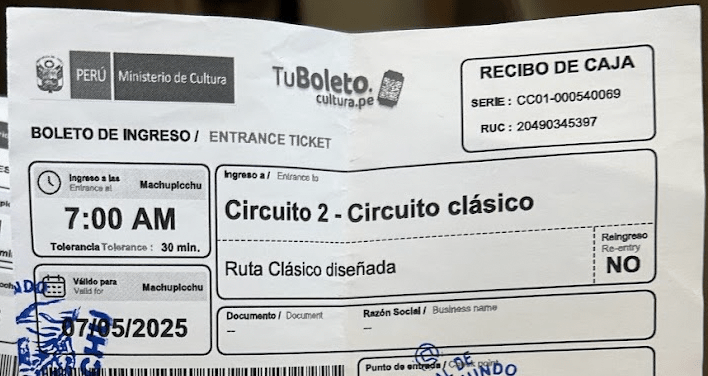 PERÚ Ministerio de Cultura
TuBoleto.
cultura.pe
RECIBO DE CAJA
SERIE : CC01-000540069
RUC : 20490345397
BOLETO DE INGRESO / ENTRANCE TICKET
Ingreso a las
Entrance at
Machupicchu
7:00 AM
Tolerancia Tolerance : 30 min.
Ingreso a / Entrance to
Circuito 2 - Circuito clásico
Ruta Clásico diseñada
Reingreso
Re-entry
NO
Válido para
Valid for
Machupicchu
07/05/2025
Documento / Document
--
Razón Social / Business name
--
Punto de entrada / point
DE
MUNDO